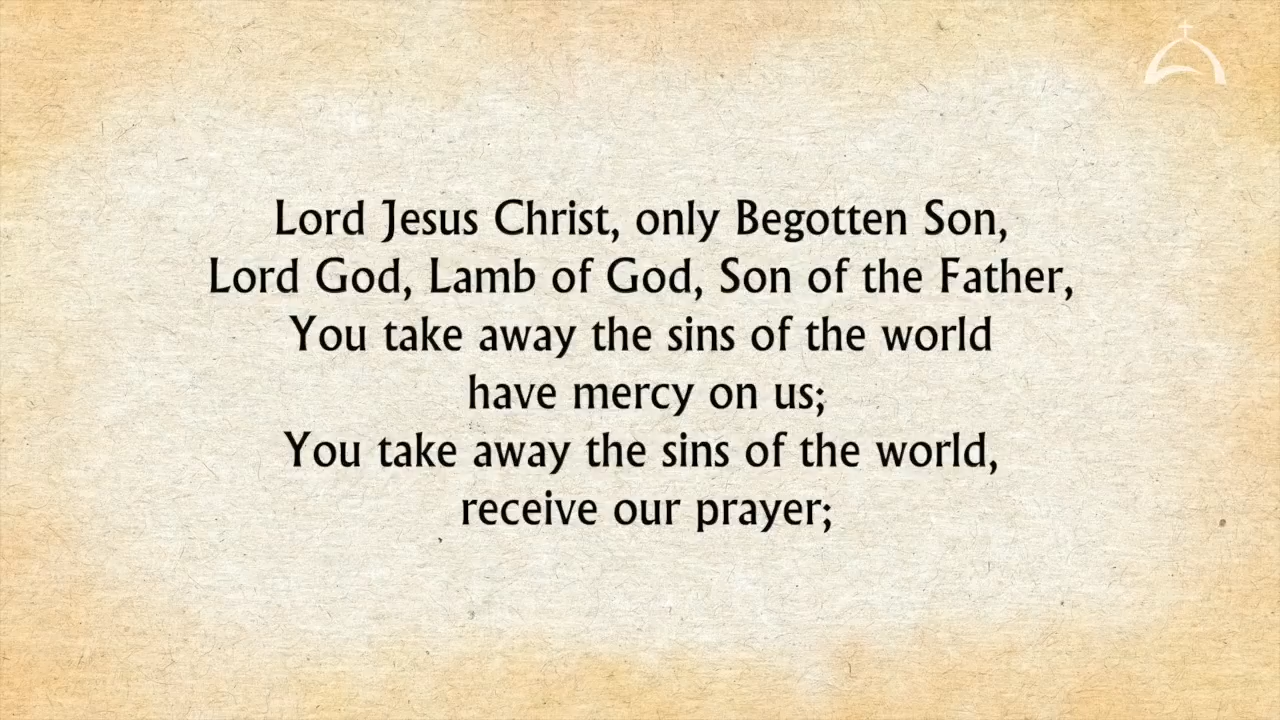 Lord Jesus Christ, only Begotten Son,
Lord God, Lamb of God, Son of the Father,
You take away the sins of the world
have mercy on us;
You take away the sins of the world,
receive our prayer;